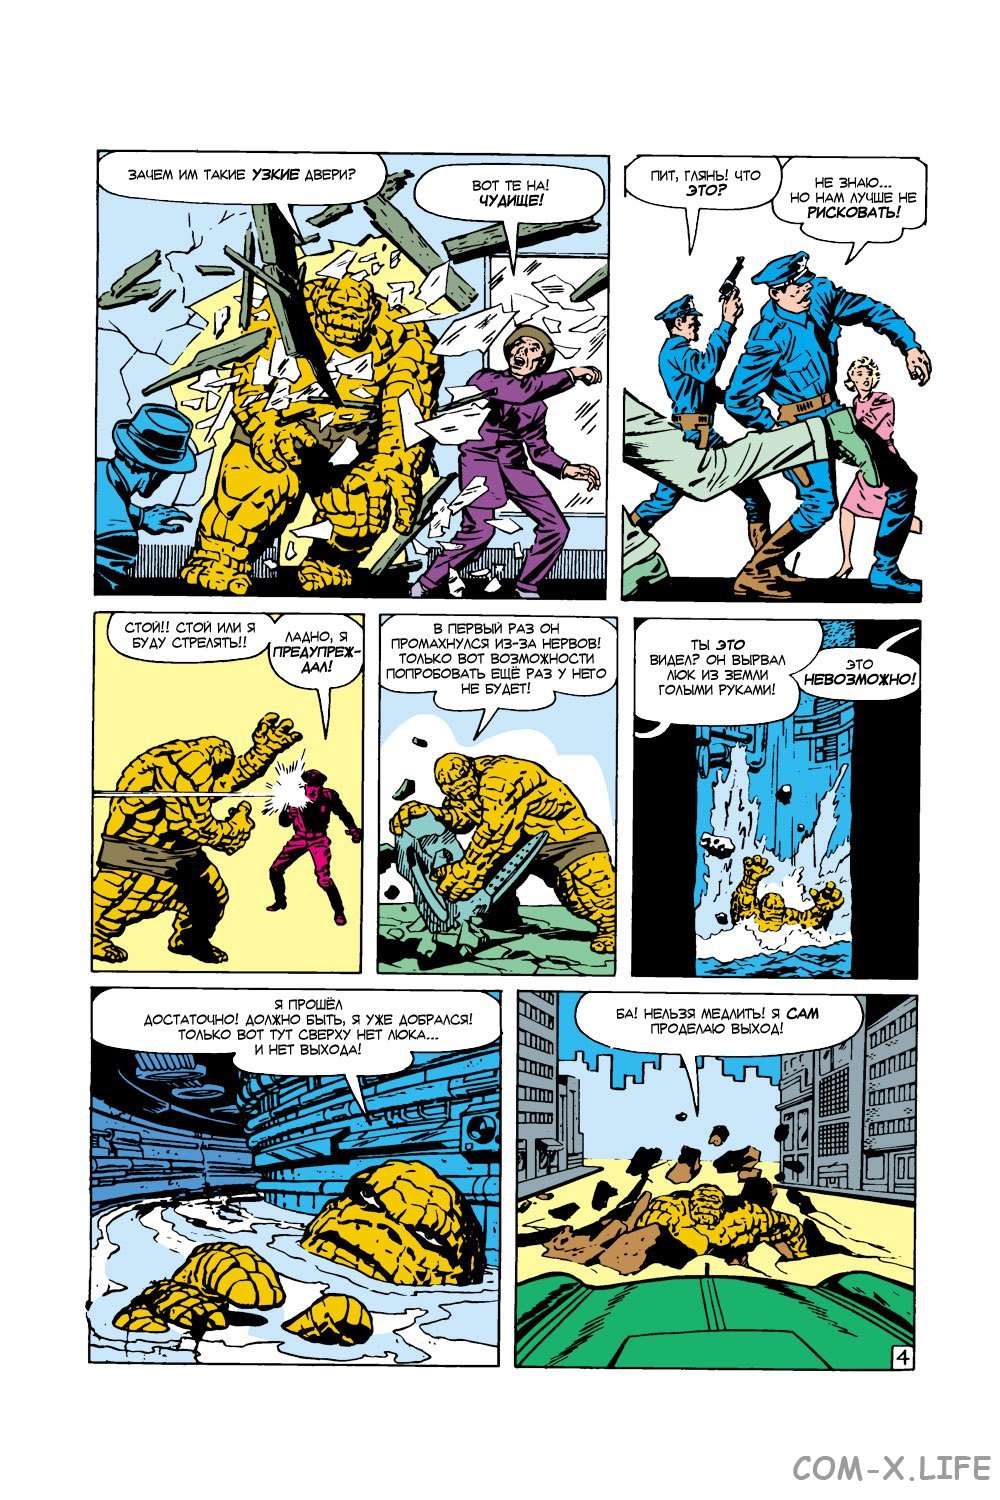 ЗАЧЕМ ИМ ТАКИЕ УЗКИЕ ДВЕРИ?
ВОТ ТЕ НА!
ЧУДИЩЕ!
ПИТ, ГЛЯНЬ! ЧТО
ЭТО?
НЕ ЗНАЮ...
НО НАМ ЛУЧШЕ НЕ
РИСКОВАТЬ!
СТОЙ!! СТОЙ ИЛИ Я
БУДУ СТРЕЛЯТЬ!!
ЛАДНО, Я
ПРЕДУПРЕЖ-
ДАЛ!
В ПЕРВЫЙ РАЗ ОН
ПРОМАХНУЛСЯ ИЗ-ЗА НЕРВОВ!
ТОЛЬКО ВОТ ВОЗМОЖНОСТИ
ПОПРОБОВАТЬ ЕЩЁ РАЗ У НЕГО
НЕ БУДЕТ!
ТЫ ЭТО
ВИДЕЛ? ОН ВЫРВАЛ
ЛЮК ИЗ ЗЕМЛИ
ГОЛЫМИ РУКАМИ!
ЭТО
НЕВОЗМОЖНО!
Я ПРОШЁЛ
ДОСТАТОЧНО! ДОЛЖНО БЫТЬ, Я УЖЕ ДОБРАЛСЯ!
ТОЛЬКО ВОТ ТУТ СВЕРХУ НЕТ ЛЮКА...
И НЕТ ВЫХОДА!
БА! НЕЛЬЗЯ МЕДЛИТЬ! Я САМ
ПРОДЕЛАЮ ВЫХОД!
4
COM-X.LIFE